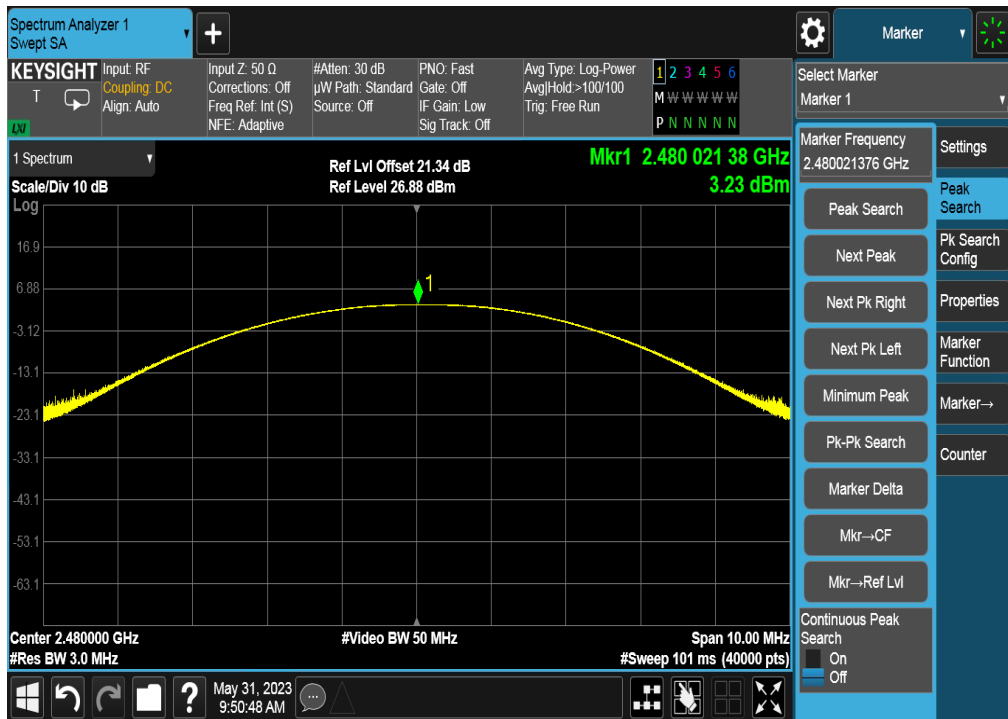 Spectrum Analyzer 1
Swept SA
+
Marker
KEYSIGHT
T
LXI
Input: RF
Coupling: DC
Align: Auto
Input Z: 50 Ω
Corrections: Off
Freq Ref: Int (S)
NFE: Adaptive
#Atten: 30 dB
µW Path: Standard
Source: Off
PNO: Fast
Gate: Off
IF Gain: Low
Sig Track: Off
Avg Type: Log-Power
Avg|Hold:>100/100
Trig: Free Run
1 2 3 4 5 6
M W W W W W
P N N N N N
Select Marker
Marker 1
1 Spectrum
Scale/Div 10 dB
Ref Lvl Offset 21.34 dB
Ref Level 26.88 dBm
Mkr1 2.480 021 38 GHz
3.23 dBm
Log
16.9
6.88
-3.12
-13.1
-23.1
-33.1
-43.1
-53.1
-63.1
1
Center 2.480000 GHz
#Res BW 3.0 MHz
#Video BW 50 MHz
Span 10.00 MHz
#Sweep 101 ms (40000 pts)
Marker Frequency
2.480021376 GHz
Peak Search
Next Peak
Next Pk Right
Next Pk Left
Minimum Peak
Pk-Pk Search
Marker Delta
Mkr→CF
Mkr→Ref Lvl
Continuous Peak
Search
On
Off
Settings
Peak
Search
Pk Search
Config
Properties
Marker
Function
Marker→
Counter
?
May 31, 2023
9:50:48 AM